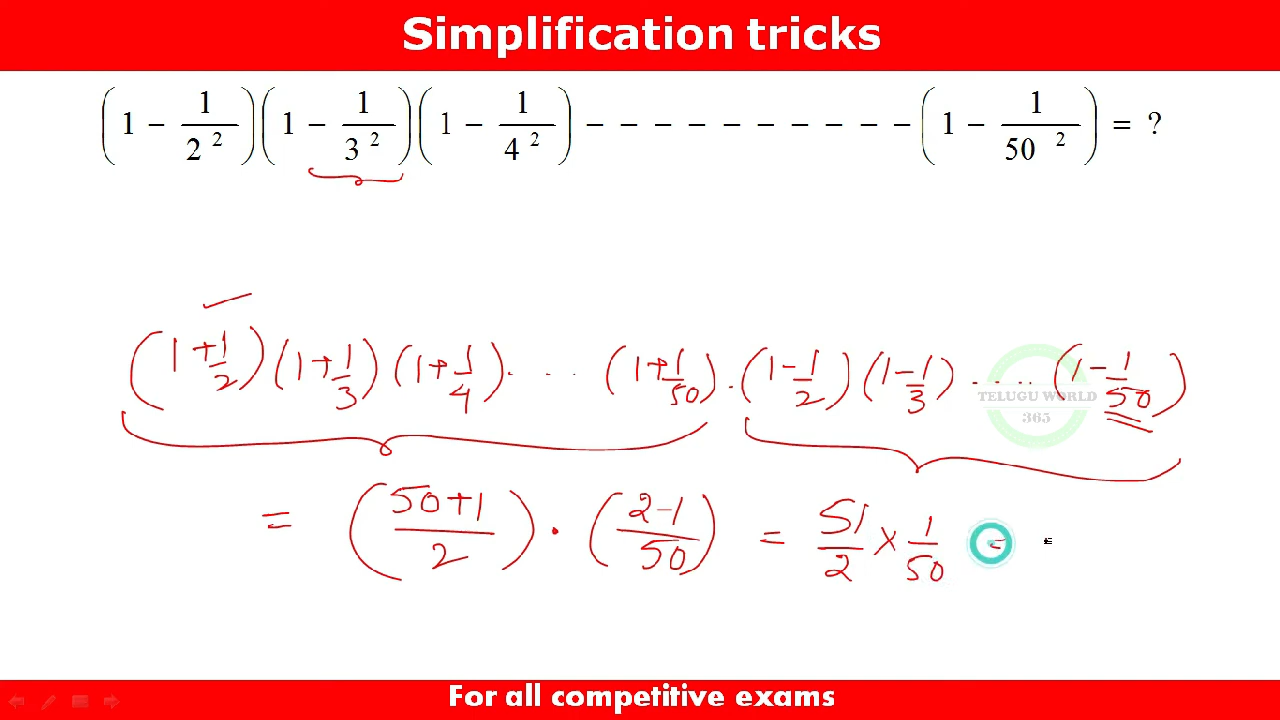 Simplification tricks
(1 − 1/2²)(1 − 1/3²)(1 − 1/4²) − − − − − − − − − − (1 − 1/50²) = ?
(1+1/2)(1+1/3)(1+1/4)..... (1+1/50).(1-1/2)(1-1/3)..... (1-1/50)
TELUGU WORLD
365
= (50+1/2) · (2-1/50) = 51/2 × 1/50 =
For all competitive exams